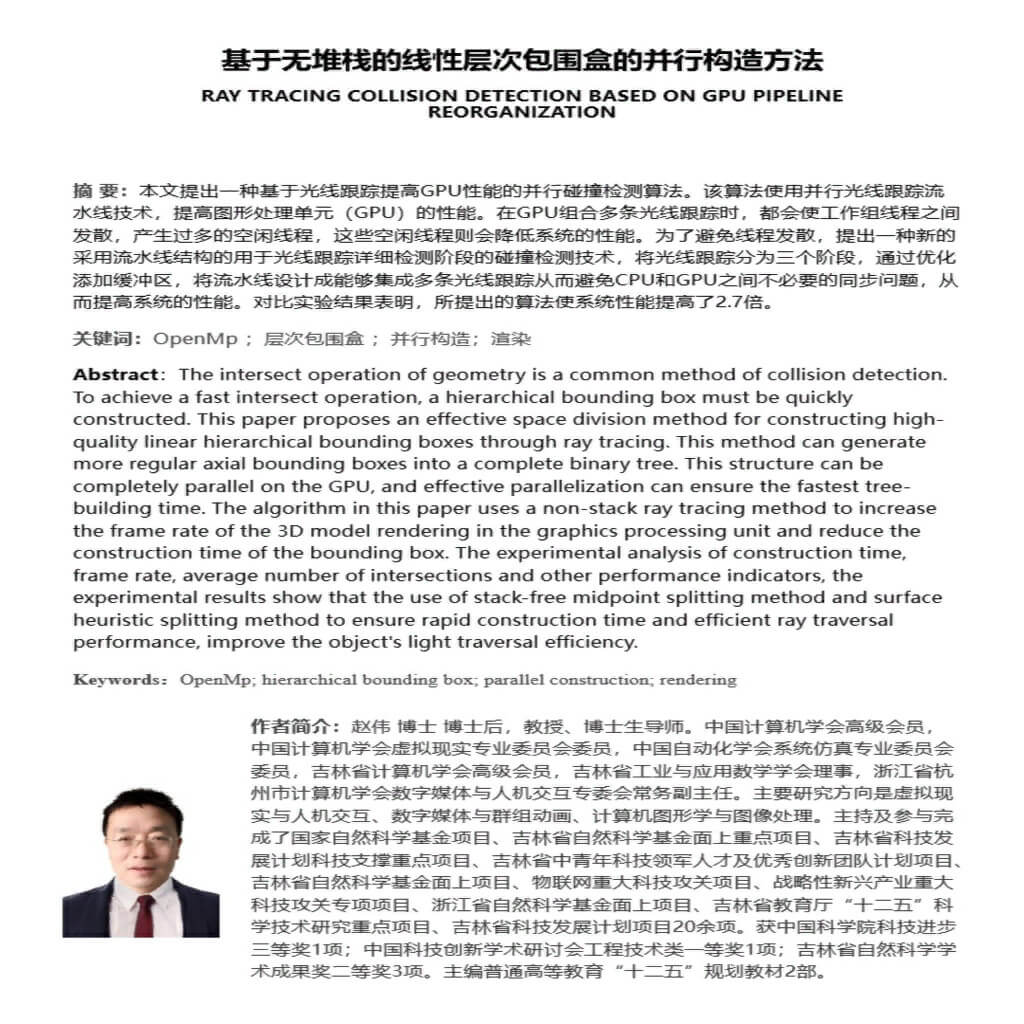 基于无堆栈的线性层次包围盒的并行构造方法
RAY TRACING COLLISION DETECTION BASED ON GPU PIPELINE
REORGANIZATION
摘 要：本文提出一种基于光线跟踪提高GPU性能的并行碰撞检测算法。该算法使用并行光线跟踪流
水线技术，提高图形处理单元（GPU）的性能。在GPU组合多条光线跟踪时，都会使工作组线程之间
发散，产生过多的空闲线程，这些空闲线程则会降低系统的性能。为了避免线程发散，提出一种新的
采用流水线结构的用于光线跟踪详细检测阶段的碰撞检测技术，将光线跟踪分为三个阶段，通过优化
添加缓冲区，将流水线设计成能够集成多条光线跟踪从而避免CPU和GPU之间不必要的同步问题，从
而提高系统的性能。对比实验结果表明，所提出的算法使系统性能提高了2.7倍。
关键词：OpenMp ；层次包围盒 ；并行构造；渲染
Abstract：The intersect operation of geometry is a common method of collision detection.
To achieve a fast intersect operation, a hierarchical bounding box must be quickly
constructed. This paper proposes an effective space division method for constructing high-
quality linear hierarchical bounding boxes through ray tracing. This method can generate
more regular axial bounding boxes into a complete binary tree. This structure can be
completely parallel on the GPU, and effective parallelization can ensure the fastest tree-
building time. The algorithm in this paper uses a non-stack ray tracing method to increase
the frame rate of the 3D model rendering in the graphics processing unit and reduce the
construction time of the bounding box. The experimental analysis of construction time,
frame rate, average number of intersections and other performance indicators, the
experimental results show that the use of stack-free midpoint splitting method and surface
heuristic splitting method to ensure rapid construction time and efficient ray traversal
performance, improve the object's light traversal efficiency.
Keywords：OpenMp; hierarchical bounding box; parallel construction; rendering
作者简介：赵伟 博士 博士后，教授、博士生导师。中国计算机学会高级会员，
中国计算机学会虚拟现实专业委员会委员，中国自动化学会系统仿真专业委员会
委员，吉林省计算机学会高级会员，吉林省工业与应用数学学会理事，浙江省杭
州市计算机学会数字媒体与人机交互专委会常务副主任。主要研究方向是虚拟现
实与人机交互、数字媒体与群组动画、计算机图形学与图像处理。主持及参与完
成了国家自然科学基金项目、吉林省自然科学基金面上重点项目、吉林省科技发
展计划科技支撑重点项目、吉林省中青年科技领军人才及优秀创新团队计划项目、
吉林省自然科学基金面上项目、物联网重大科技攻关项目、战略性新兴产业重大
科技攻关专项项目、浙江省自然科学基金面上项目、吉林省教育厅“十二五”科
学技术研究重点项目、吉林省科技发展计划项目20余项。获中国科学院科技进步
三等奖1项；中国科技创新学术研讨会工程技术类一等奖1项；吉林省自然科学学
术成果奖二等奖3项。主编普通高等教育“十二五”规划教材2部。